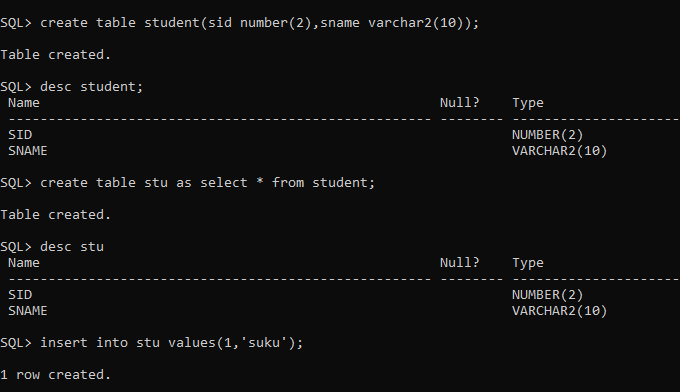 SQL> create table student(sid number(2),sname varchar2(10));
Table created.
SQL> desc student;
Name Null? Type
----------------------------------------------------- -------- ---------------------
SID NUMBER(2)
SNAME VARCHAR2(10)
SQL> create table stu as select * from student;
Table created.
SQL> desc stu
Name Null? Type
----------------------------------------------------- -------- ---------------------
SID NUMBER(2)
SNAME VARCHAR2(10)
SQL> insert into stu values(1,'suku');
1 row created.